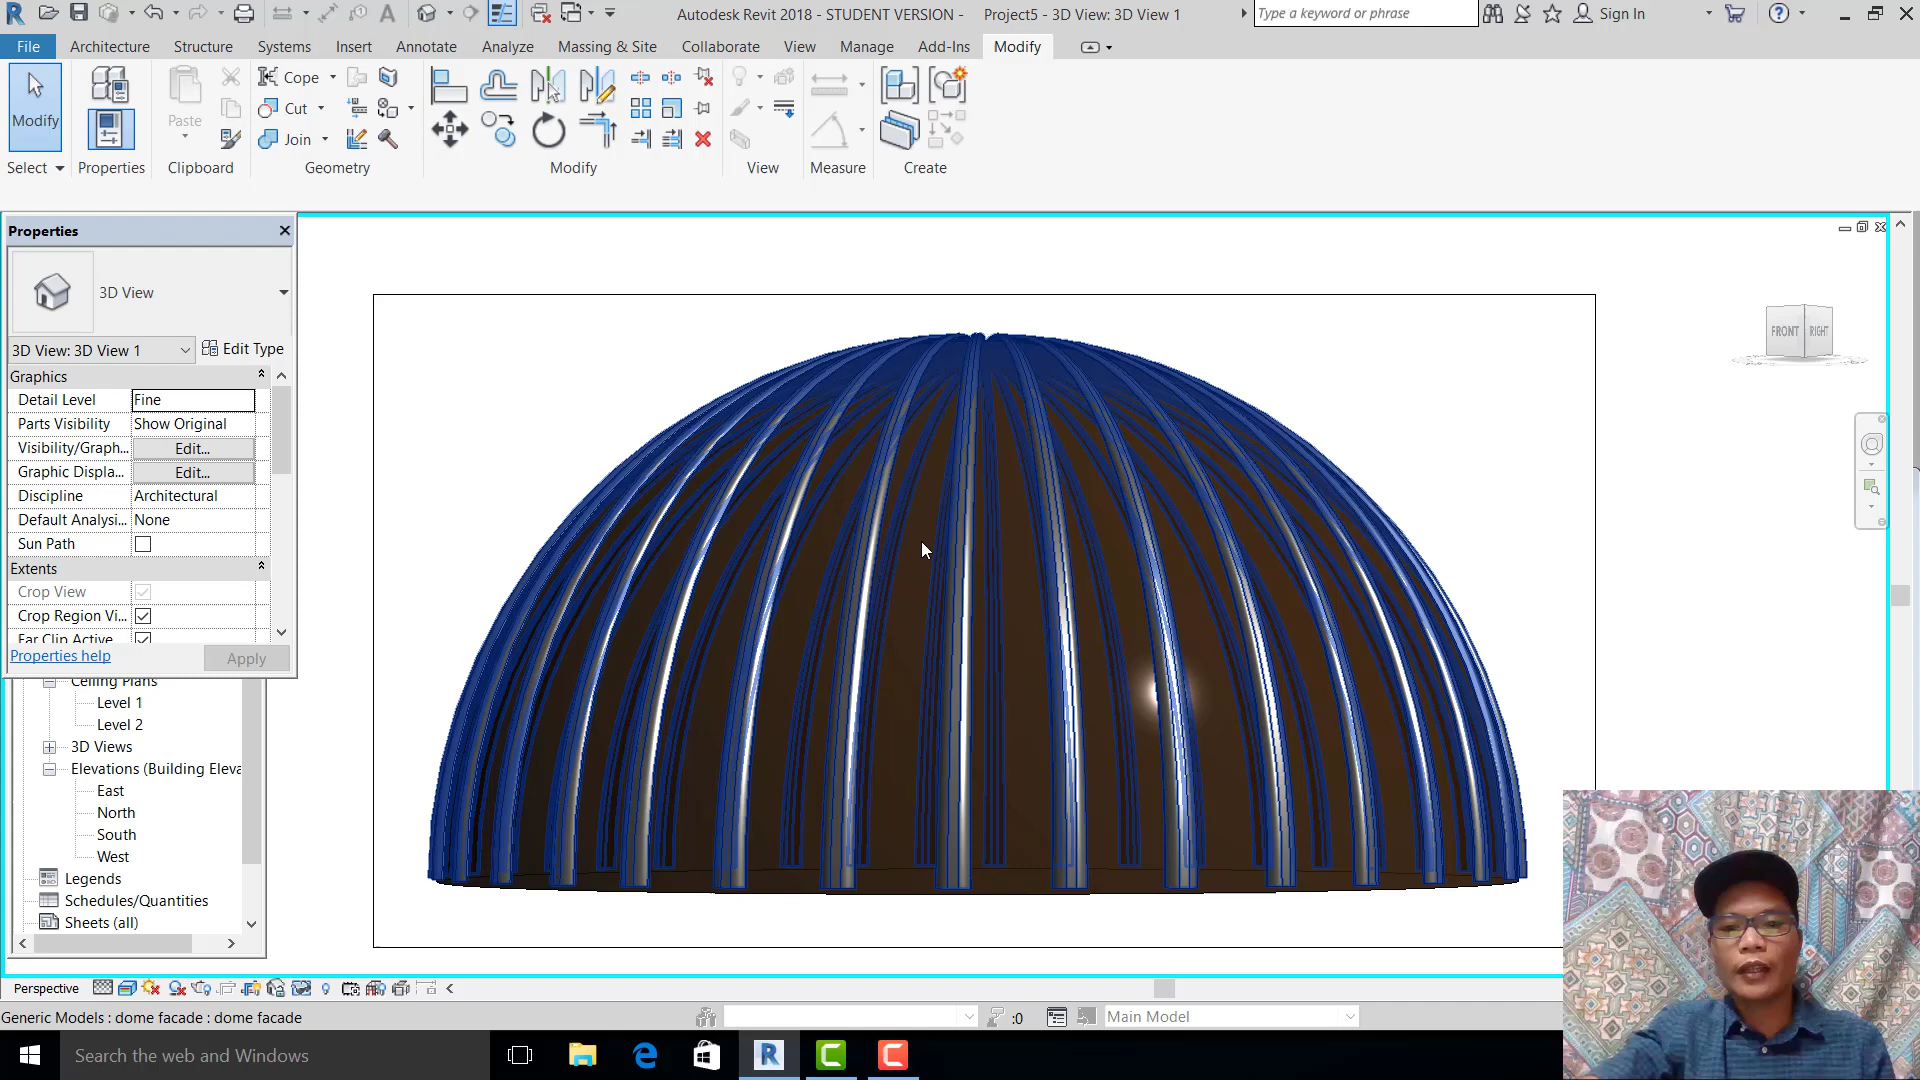 Autodesk Revit 2018 - STUDENT VERSION - Project5 - 3D View: 3D View 1
Type a keyword or phrase
Sign In
File Architecture Structure Systems Insert Annotate Analyze Massing & Site Collaborate View Manage Add-Ins Modify
Modify
Paste
Cope
Cut
Join
Select Properties Clipboard Geometry Modify View Measure Create
Properties
3D View
3D View: 3D View 1 Edit Type
Graphics
Detail Level Fine
Parts Visibility Show Original
Visibility/Graph... Edit...
Graphic Displa... Edit...
Discipline Architectural
Default Analysi... None
Sun Path
Extents
Crop View
Crop Region Vi...
Far Clip Active
Properties help Apply
FRONT RIGHT
Ceiling Plans
Level 1
Level 2
3D Views
Elevations (Building Eleva
East
North
South
West
Legends
Schedules/Quantities
Sheets (all)
Perspective
Generic Models : dome facade : dome facade
:0
Main Model
Search the web and Windows